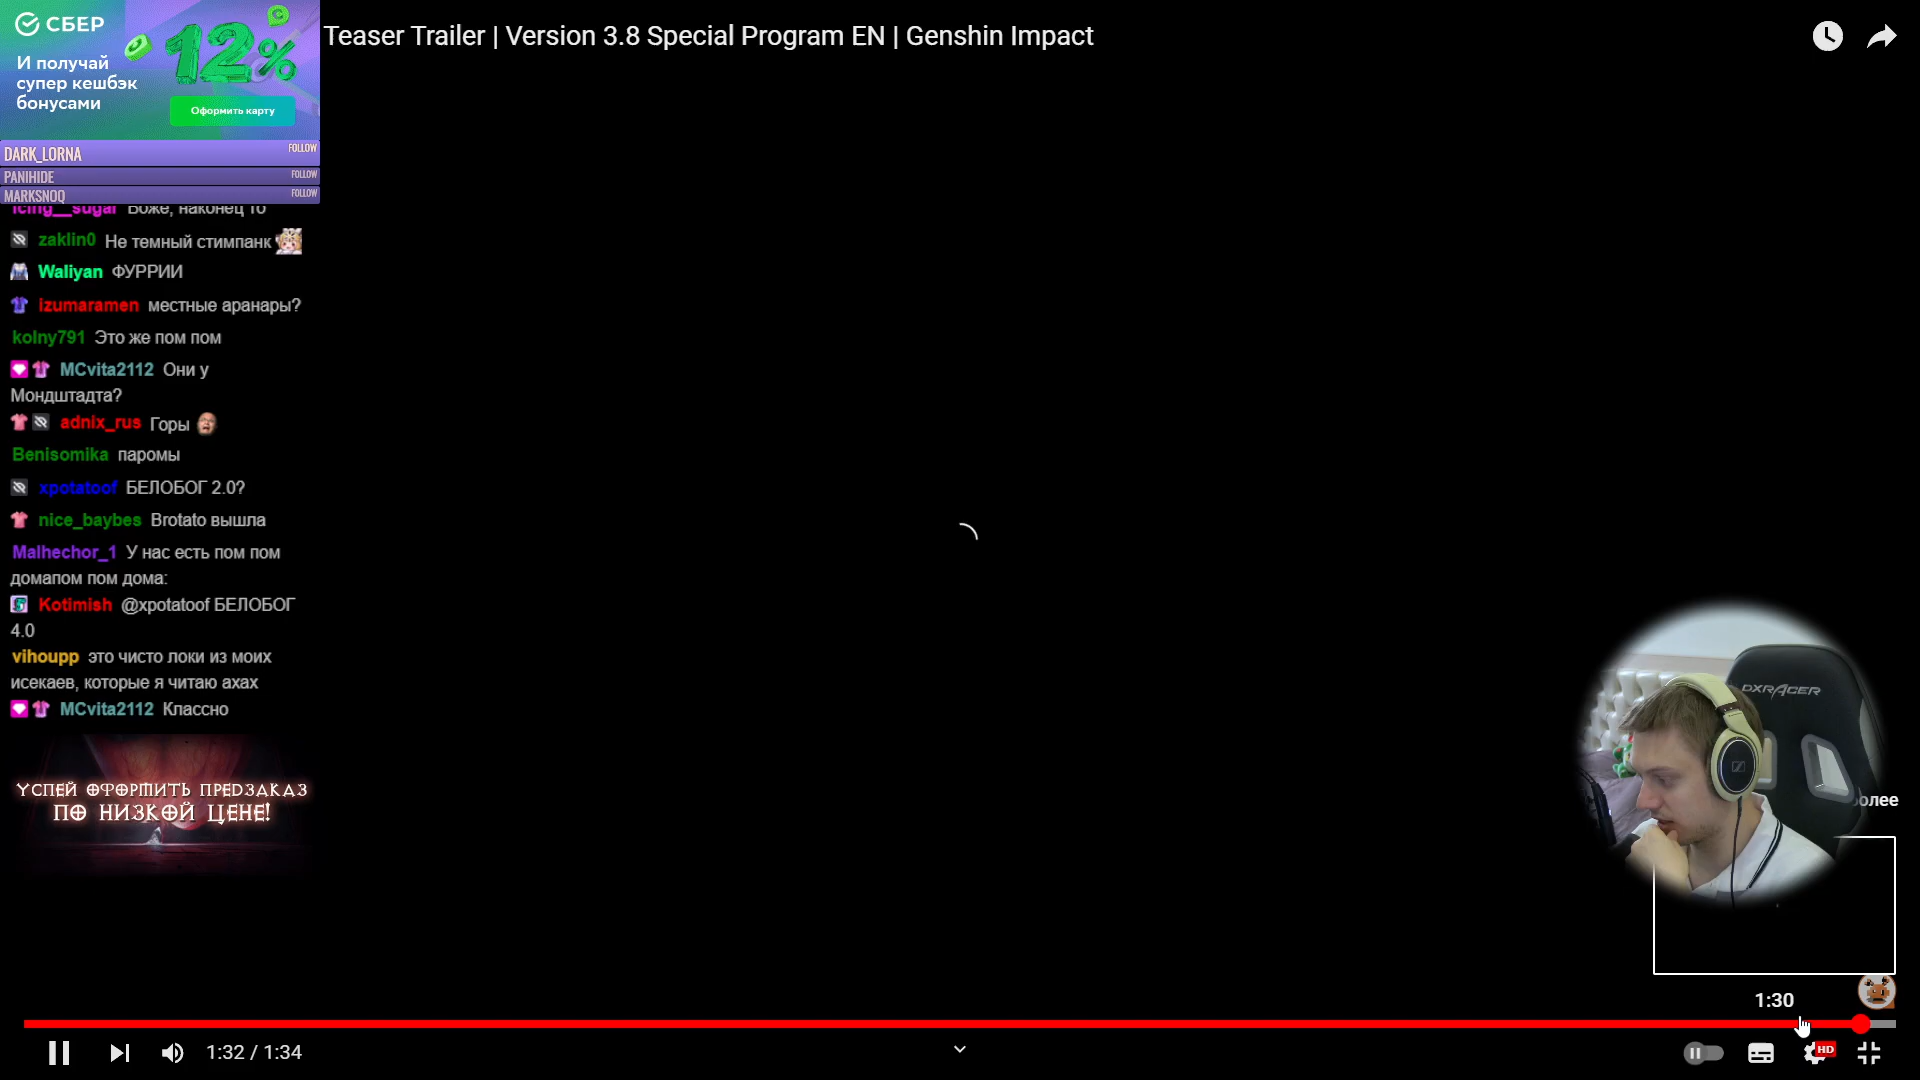 СБЕР
12%
И получай
супер кешбэк
бонусами
Оформить карту
Teaser Trailer | Version 3.8 Special Program EN | Genshin Impact
DARK_LORNA FOLLOW
PANIHIDE FOLLOW
MARKSNOQ FOLLOW
icing__sugar Боже, наконец то
zaklin0 Не темный стимпанк
Waliyan ФУРРИИ
izumaramen местные аранары?
kolny791 Это же пом пом
MCvita2112 Они у
Мондштадта?
adnix_rus Горы
Benisomika паромы
xpotatoof БЕЛОБОГ 2.0?
nice_baybes Brotato вышла
Malhechor_1 У нас есть пом пом
домапом пом дома:
Kotimish @xpotatoof БЕЛОБОГ
4.0
vihoupp это чисто локи из моих
исекаев, которые я читаю ахах
MCvita2112 Классно
УСПЕЙ ОФОРМИТЬ ПРЕДЗАКАЗ
ПО НИЗКОЙ ЦЕНЕ!
DXRACER
олее
1:30
1:32 / 1:34
HD